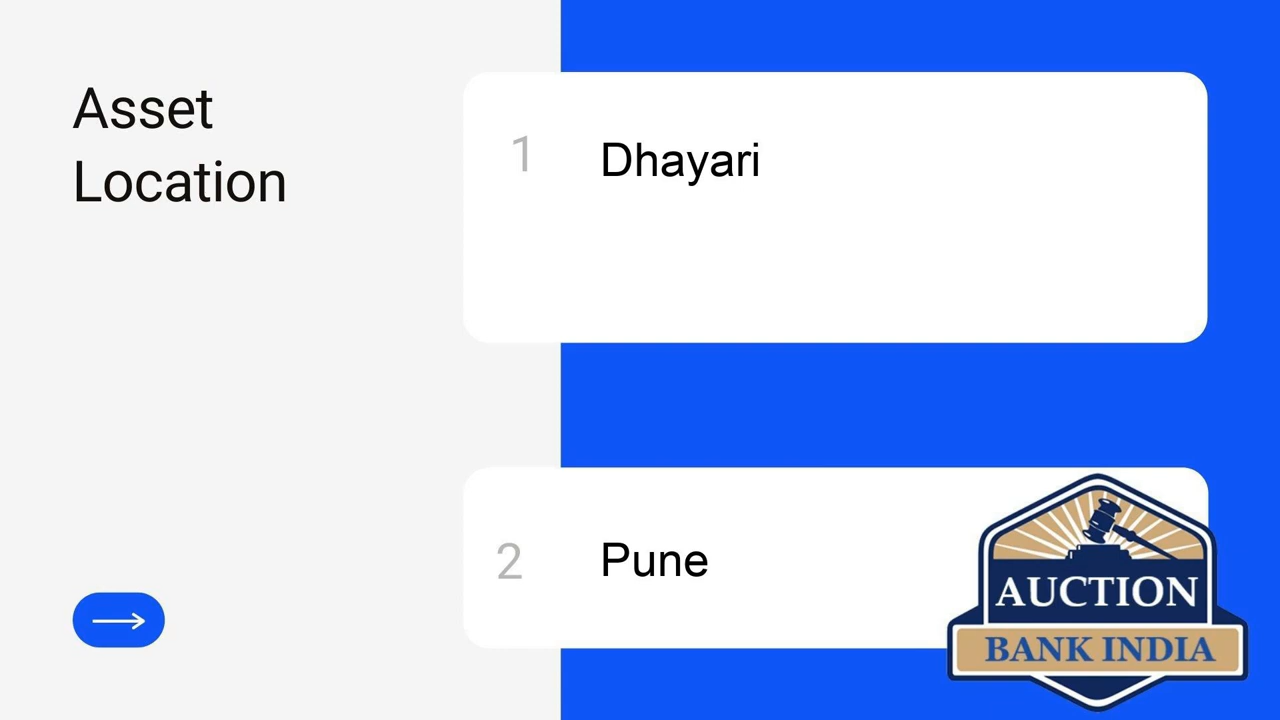 Asset
Location
1
Dhayari
2
Pune
AUCTION
BANK INDIA